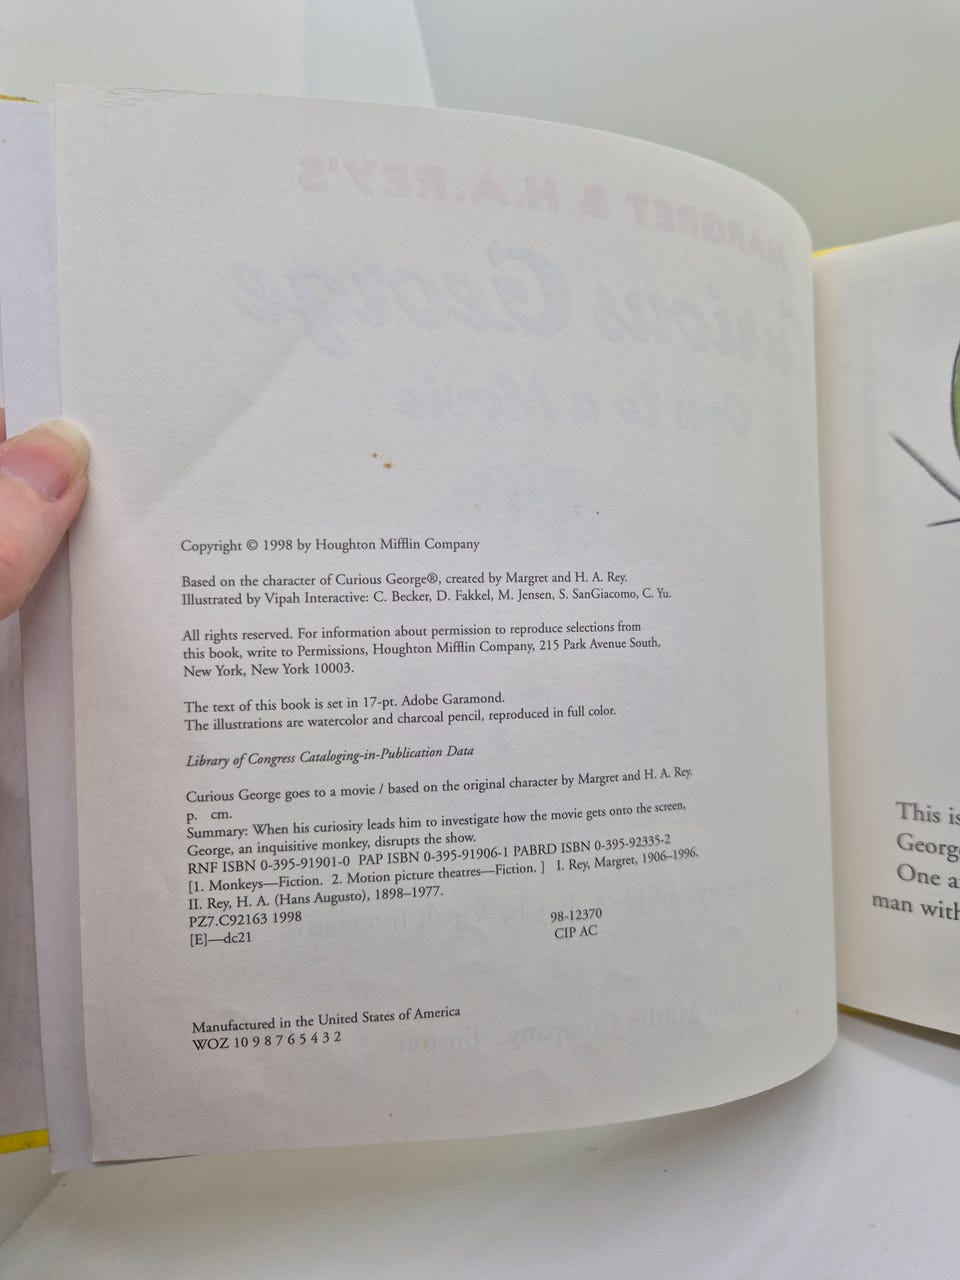 MARGRET & H.A.REY'S
Curious George
Goes to a Movie
Copyright © 1998 by Houghton Mifflin Company
Based on the character of Curious George®, created by Margret and H. A. Rey.
Illustrated by Vipah Interactive: C. Becker, D. Fakkel, M. Jensen, S. SanGiacomo, C. Yu.
All rights reserved. For information about permission to reproduce selections from
this book, write to Permissions, Houghton Mifflin Company, 215 Park Avenue South,
New York, New York 10003.
The text of this book is set in 17-pt. Adobe Garamond.
The illustrations are watercolor and charcoal pencil, reproduced in full color.
Library of Congress Cataloging-in-Publication Data
Curious George goes to a movie / based on the original character by Margret and H. A. Rey.
p. cm.
Summary: When his curiosity leads him to investigate how the movie gets onto the screen,
George, an inquisitive monkey, disrupts the show.
RNF ISBN 0-395-91901-0 PAP ISBN 0-395-91906-1 PABRD ISBN 0-395-92335-2
[1. Monkeys—Fiction. 2. Motion picture theatres—Fiction. ] I. Rey, Margret, 1906–1996.
II. Rey, H. A. (Hans Augusto), 1898–1977.
PZ7.C92163 1998
[E]—dc21
98-12370
CIP AC
Manufactured in the United States of America
WOZ 10 9 8 7 6 5 4 3 2
This is
Georg
One a
man with